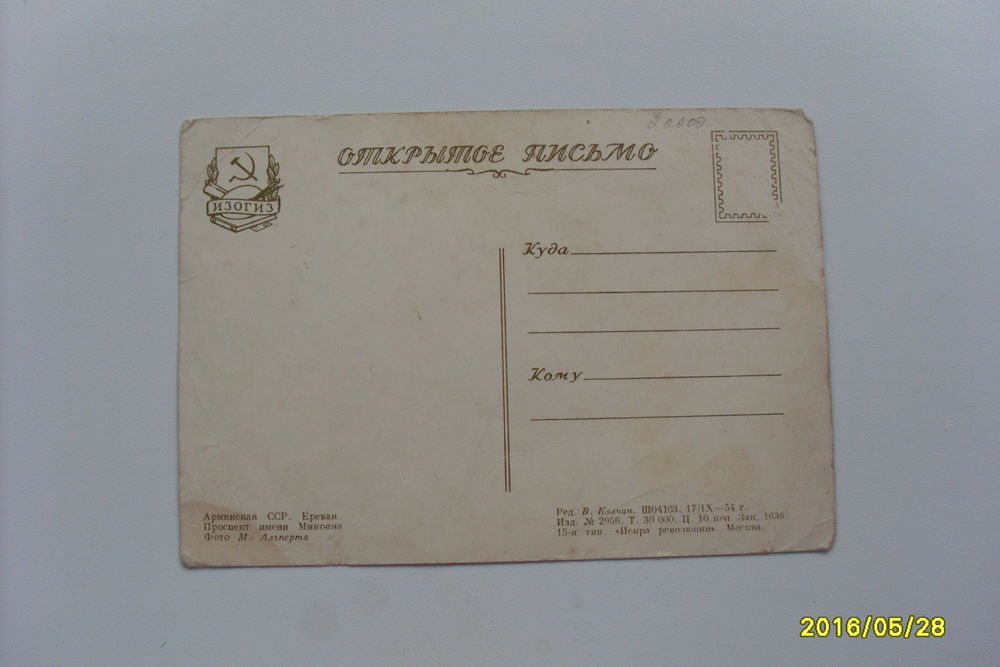 ОТКРЫТОЕ ПИСЬМО
ИЗОГИЗ
Куда
Кому
Армянская ССР. Ереван
Проспект имени Микояна
Фото М. Альперта
Ред. В. Колчин. Ш04103. 17/IX—54 г.
Изд. № 2956. Т. 30 000. Ц. 10 коп. Зак. 1636.
15-я тип. «Искра революции» Москва.
2016/05/28